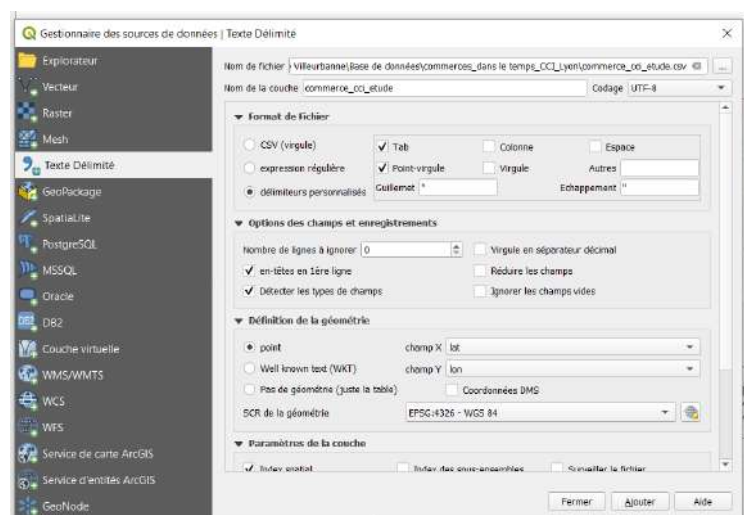 Gestionnaire des sources de données | Texte Délimité
Explorateur
Vecteur
Raster
Mesh
Texte Délimité
GeoPackage
SpatiaLite
PostgreSQL
MSSQL
Oracle
DB2
Couche virtuelle
WMS/WMTS
WCS
WFS
Service de carte ArcGIS
Service d'entités ArcGIS
GeoNode
Nom de fichier Villeurbanne\Base de données\commerces_dans le temps_CCI_Lyon\commerce_cci_etude.csv ...
Nom de la couche commerce_cci_etude Codage UTF-8
Format de Fichier
CSV (virgule) Tab Colonne Espace
expression régulère Point-virgule Virgule Autres
délimiteurs personnalisés Guillemet " Echappement "
Options des champs et enregistrements
Nombre de lignes à ignorer 0 Virgule en séparateur décimal
en-têtes en 1ère ligne Réduire les champs
Détecter les types de champs Ignorer les champs vides
Définition de la géométrie
point champ X lat
Well known text (WKT) champ Y lon
Pas de géométrie (juste la table) Coordonnées DMS
SCR de la géométrie EPSG:4326 - WGS 84
Paramètres de la couche
Index spatial Index des sous-ensembles Surveiller le fichier
Fermer Ajouter Aide